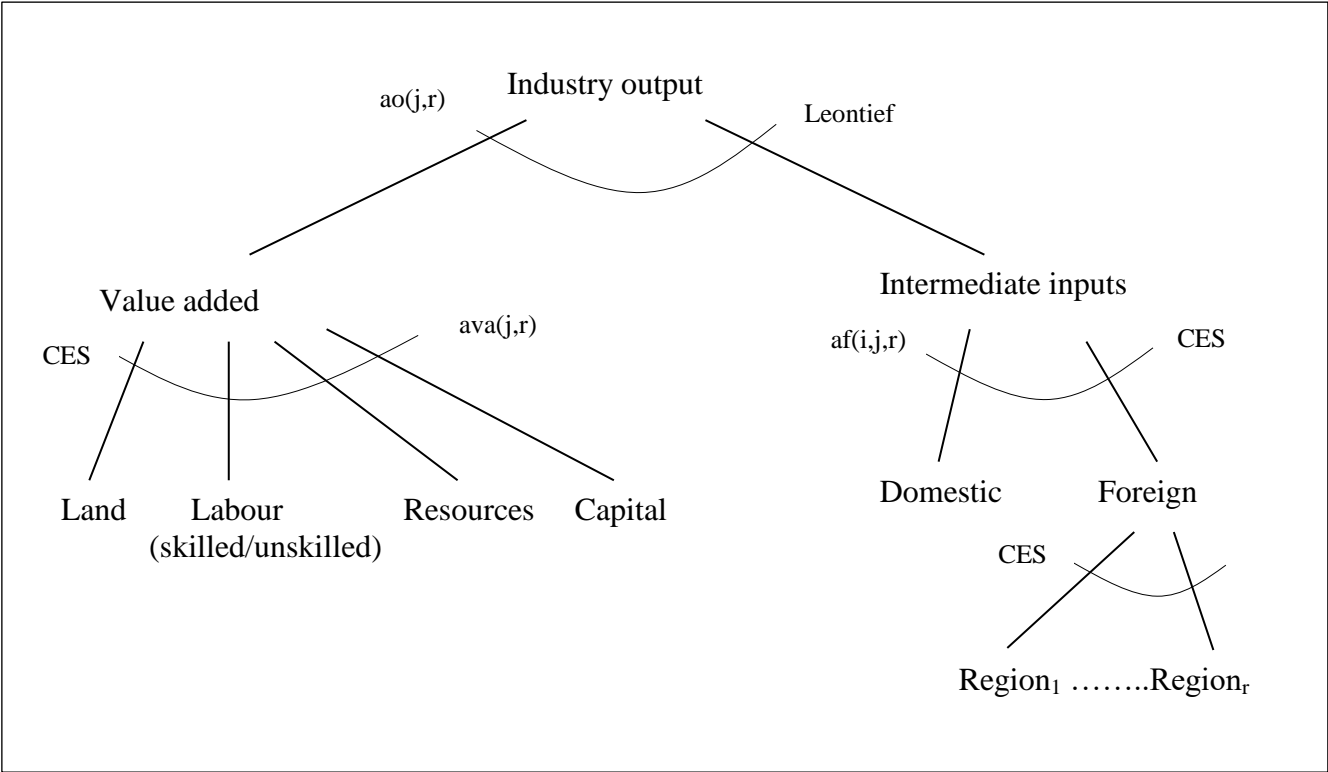 Industry output
ao(j,r)
Leontief
Value added
Intermediate inputs
CES
ava(j,r)
af(i,j,r)
CES
Land
Labour
(skilled/unskilled)
Resources
Capital
Domestic
Foreign
CES
Region₁ ……..Regionᵣ